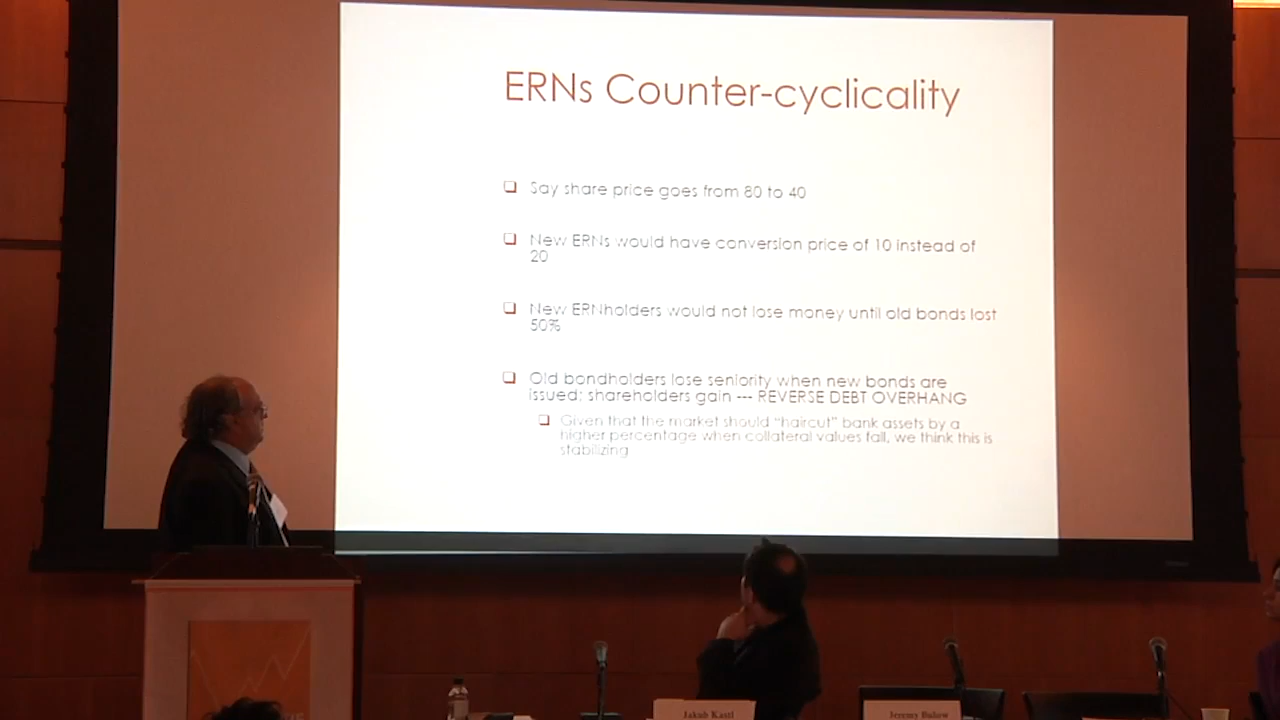 ERNs Counter-cyclicality
Say share price goes from 80 to 40
New ERNs would have conversion price of 10 instead of
20
New ERNholders would not lose money until old bonds lost
50%
Old bondholders lose seniority when new bonds are
issued; shareholders gain --- REVERSE DEBT OVERHANG
Given that the market should "haircut" bank assets by a
higher percentage when collateral values fall, we think this is
stabilizing
Jakub Kastl
Jeremy Bulow